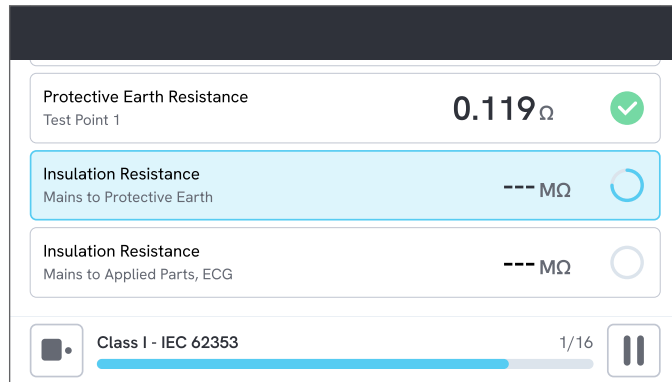 Protective Earth Resistance
Test Point 1
0.119 Ω
Insulation Resistance
Mains to Protective Earth
--- MΩ
Insulation Resistance
Mains to Applied Parts, ECG
--- MΩ
Class I - IEC 62353
1/16